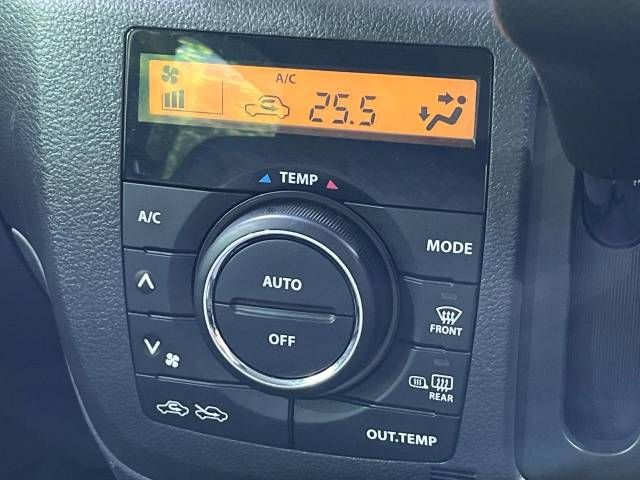 A/C
25.5
TEMP
A/C
MODE
AUTO
OFF
FRONT
REAR
OUT.TEMP